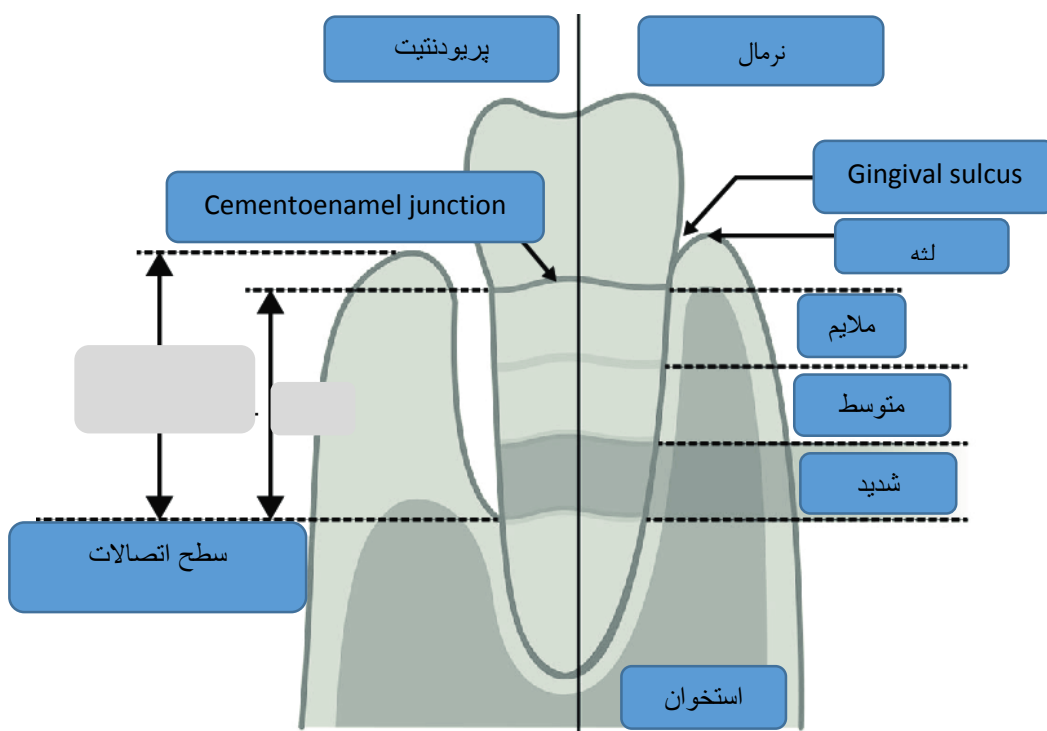 پریودنتیت
نرمال
Cementoenamel junction
Gingival sulcus
لثه
ملایم
متوسط
شدید
سطح اتصالات
استخوان